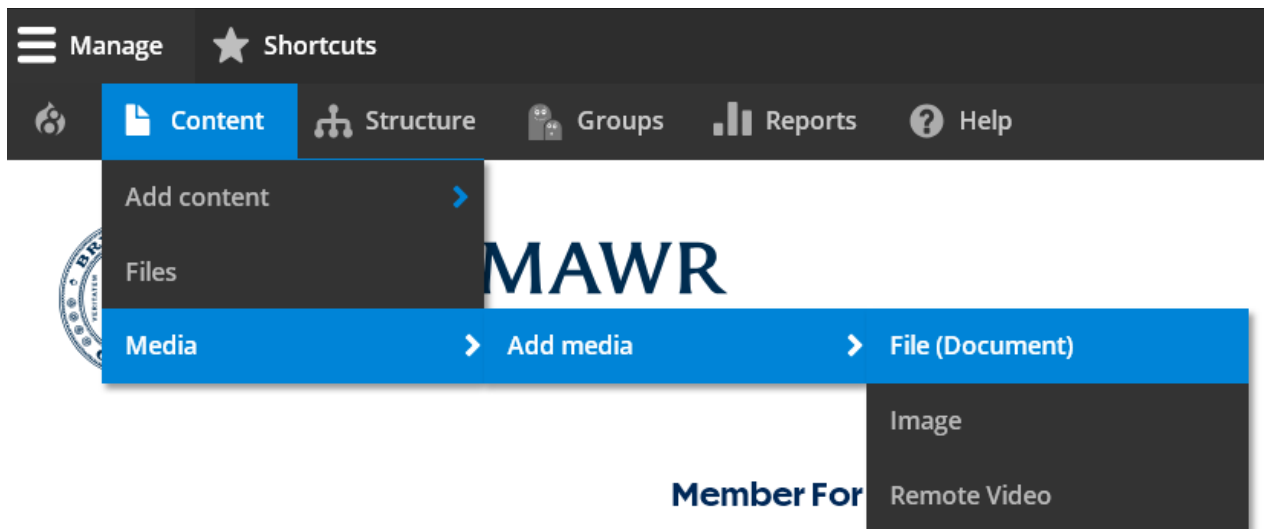 Manage Shortcuts
Content Structure Groups Reports Help
Add content
Files
MAWR
Media Add media File (Document)
Image
Member For Remote Video